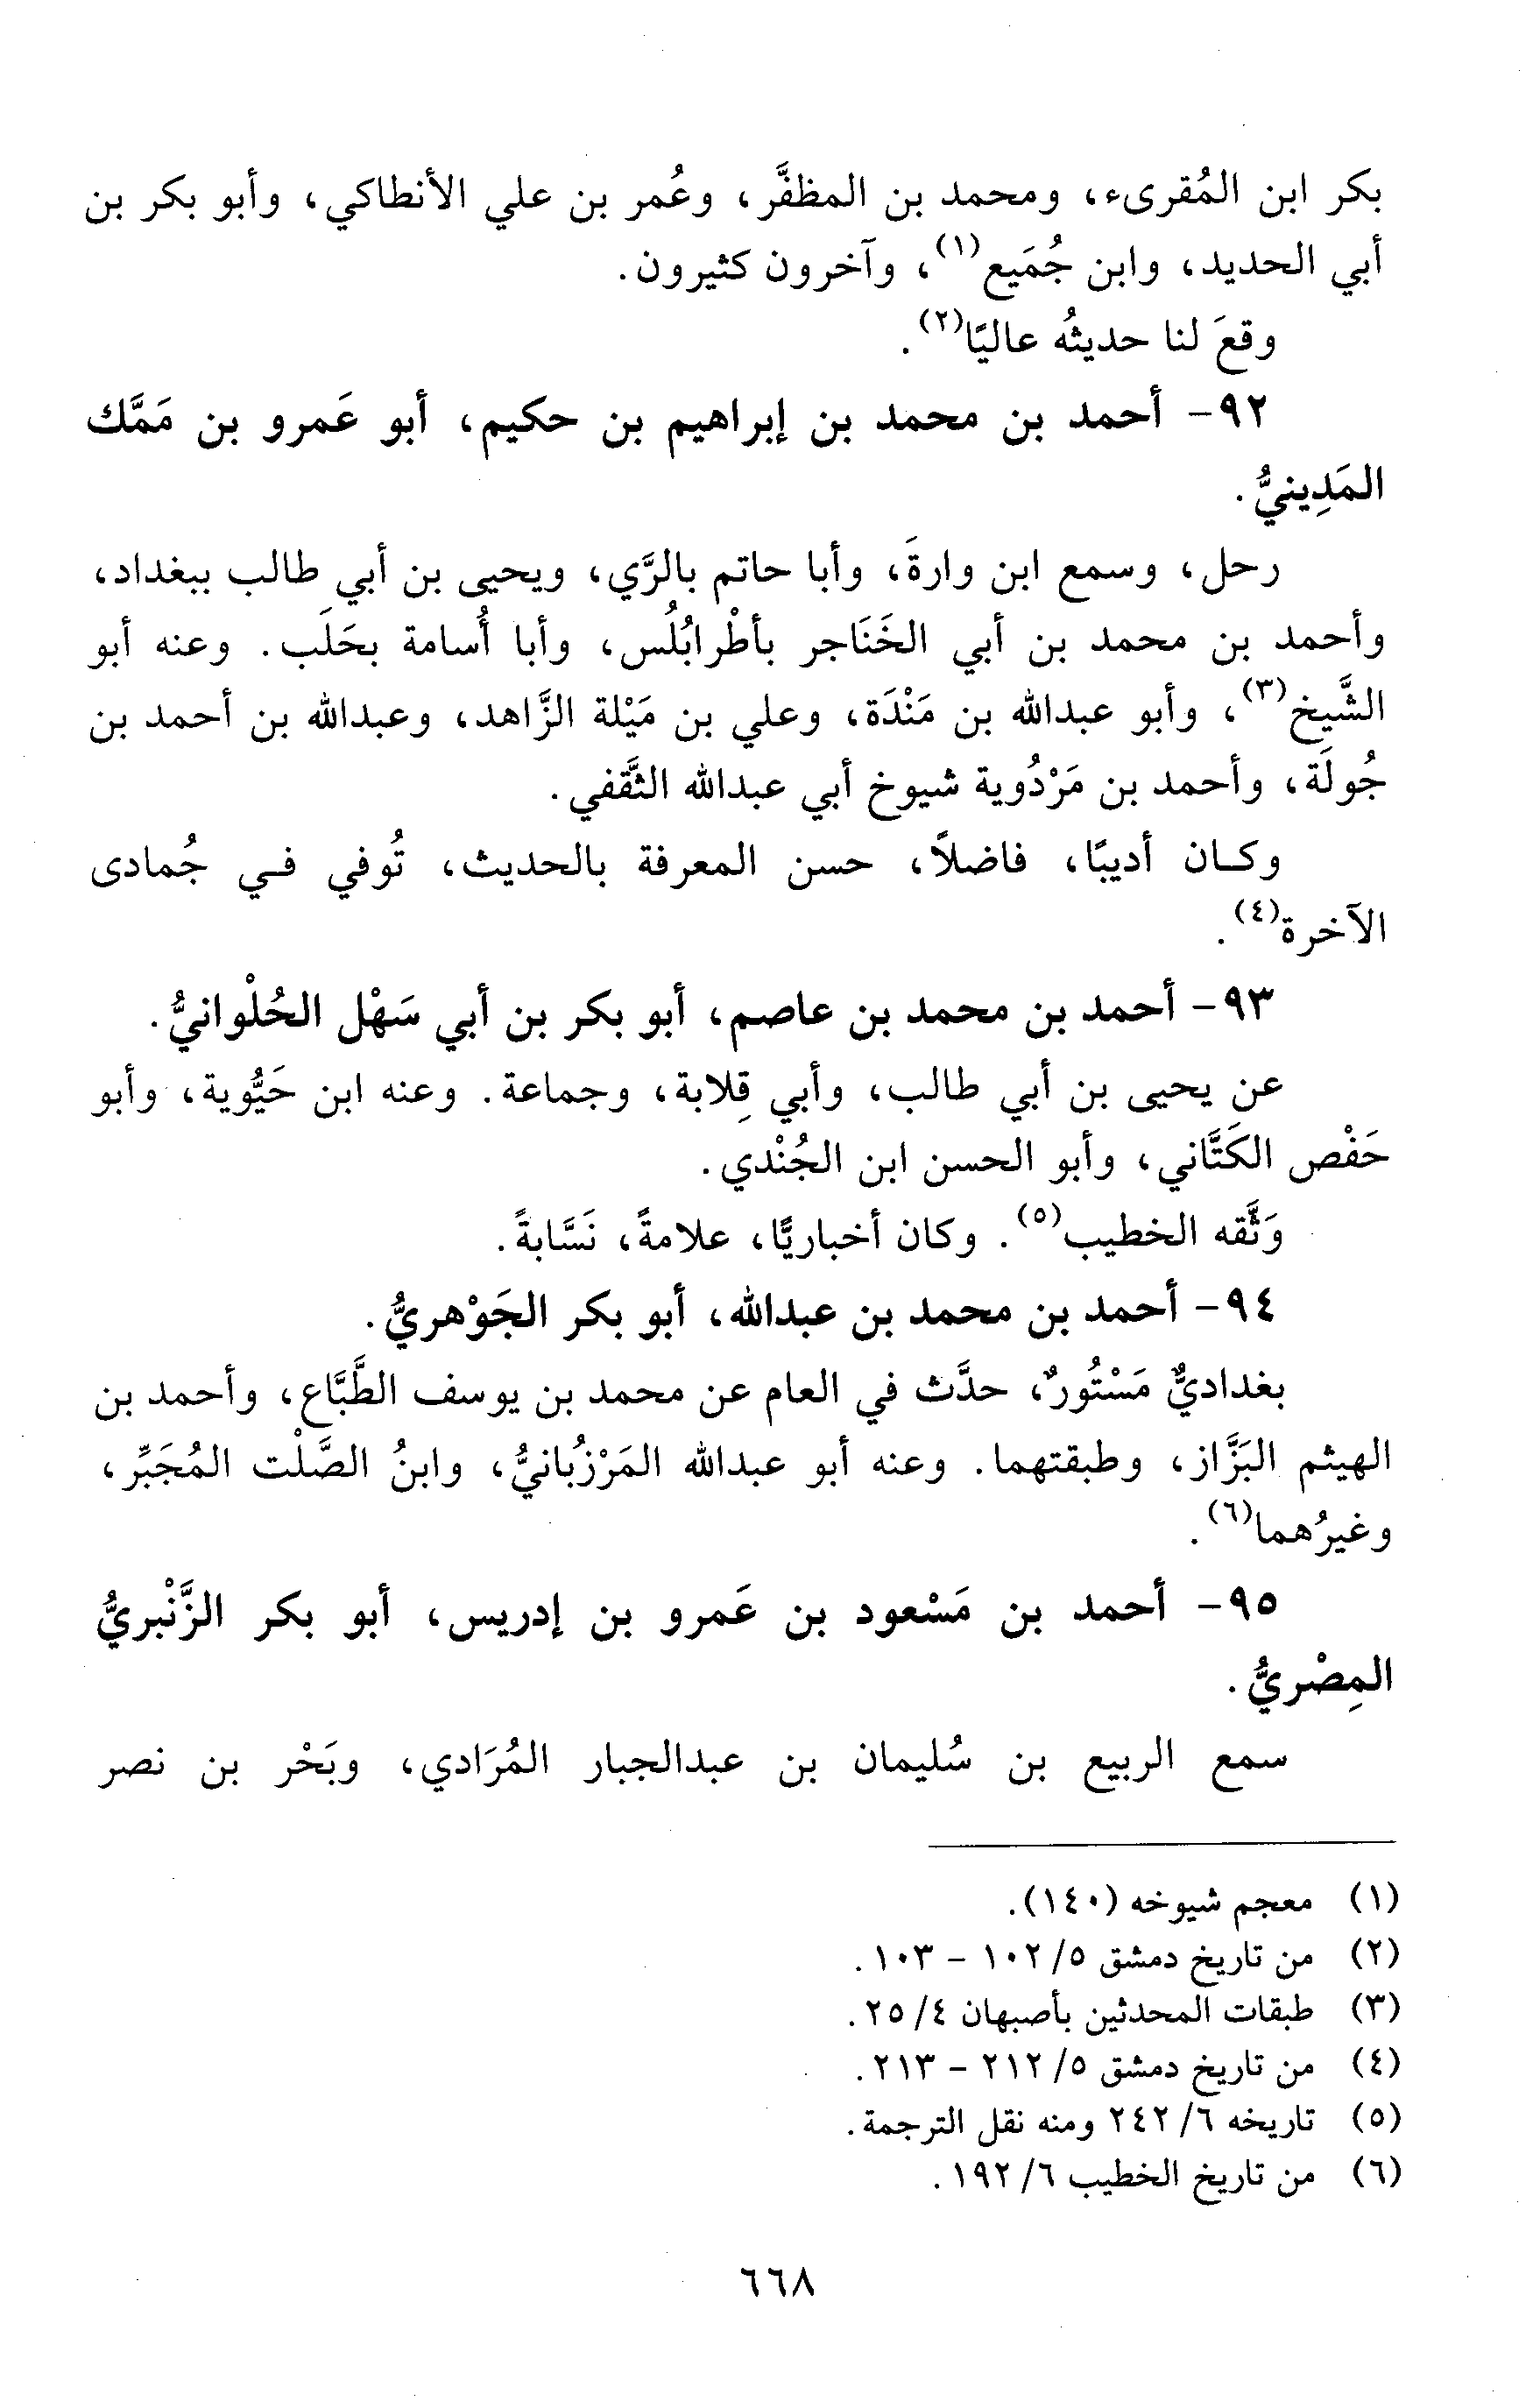 بكر ابن المُقرىء، ومحمد بن المظفَّر، وعُمر بن علي الأنطاكي، وأبو بكر بن
أبي الحديد، وابن جُمَيع(١)، وآخرون كثيرون.
وقعَ لنا حديثُه عاليًا(٢).
٩٢- أحمد بن محمد بن إبراهيم بن حكيم، أبو عَمرو بن مَمَّك
المَدِينيُّ.
رحل، وسمع ابن وارةَ، وأبا حاتم بالرَّي، ويحيى بن أبي طالب ببغداد،
وأحمد بن محمد بن أبي الخَنَاجر بأطْرابُلُس، وأبا أُسامة بحَلَب. وعنه أبو
الشَّيخ(٣)، وأبو عبدالله بن مَنْدَة، وعلي بن مَيْلة الزَّاهد، وعبدالله بن أحمد بن
جُولَة، وأحمد بن مَرْدُوية شيوخ أبي عبدالله الثَّقفي.
وكان أديبًا، فاضلاً، حسن المعرفة بالحديث، تُوفي في جُمادى
الآخرة(٤).
٩٣- أحمد بن محمد بن عاصم، أبو بكر بن أبي سَهْل الحُلْوانيُّ.
عن يحيى بن أبي طالب، وأبي قِلابة، وجماعة. وعنه ابن حَيُّوية، وأبو
حَفْص الكَتَّاني، وأبو الحسن ابن الجُنْدي.
وَثَّقه الخطيب(٥). وكان أخباريًّا، علامةً، نَسَّابةً.
٩٤- أحمد بن محمد بن عبدالله، أبو بكر الجَوْهريُّ.
بغداديٌّ مَسْتُورٌ، حدَّث في العام عن محمد بن يوسف الطَّبَّاع، وأحمد بن
الهيثم البَزَّاز، وطبقتهما. وعنه أبو عبدالله المَرْزُبانيُّ، وابنُ الصَّلْت المُجَبِّر،
وغيرُهما(٦).
٩٥- أحمد بن مَسْعود بن عَمرو بن إدريس، أبو بكر الزَّنْبريُّ
المِصْريُّ.
سمع الربيع بن سُليمان بن عبدالجبار المُرَادي، وبَحْر بن نصر
(١) معجم شيوخه (١٤٠).
(٢) من تاريخ دمشق ٥/ ١٠٢ - ١٠٣.
(٣) طبقات المحدثين بأصبهان ٤/ ٢٥.
(٤) من تاريخ دمشق ٥/ ٢١٢ - ٢١٣.
(٥) تاريخه ٦/ ٢٤٢ ومنه نقل الترجمة.
(٦) من تاريخ الخطيب ٦/ ١٩٢.
٦٦٨